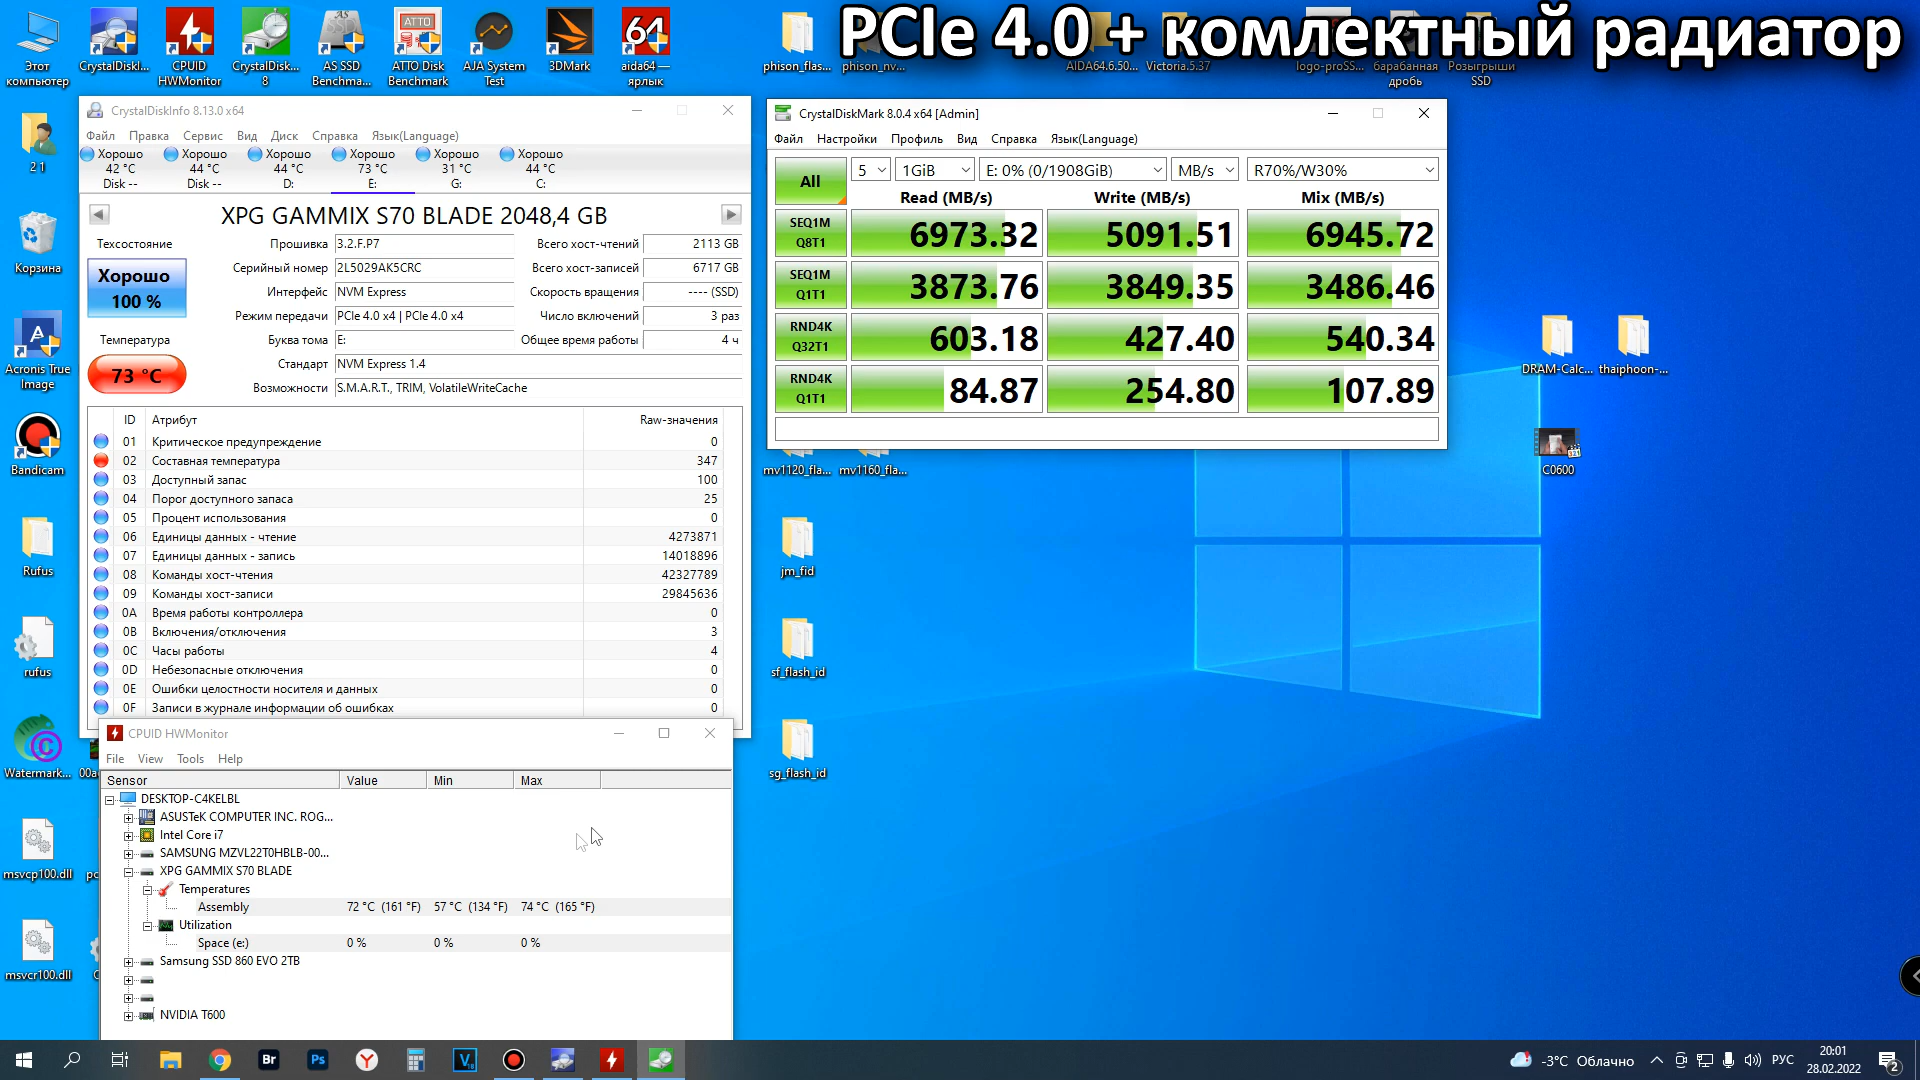 PCIe 4.0 + комлектный радиатор
Этот компьютер
CrystalDiskI...
CPUID HWMonitor
CrystalDisk... 8
AS SSD Benchma...
ATTO Disk Benchmark
AJA System Test
3DMark
aida64 — ярлык
phison_flas...
phison_nv...
AIDA64.6.50...
Victoria.5.37
logo-proSS...
барабанная дробь
Розыгрыши SSD
2 1
Корзина
Acronis True Image
Bandicam
Rufus
rufus
Watermark...
msvcp100.dll
msvcr100.dll
CrystalDiskInfo 8.13.0 x64
Файл Правка Сервис Вид Диск Справка Язык(Language)
Хорошо Хорошо Хорошо Хорошо Хорошо Хорошо
42 °C 44 °C 44 °C 73 °C 31 °C 44 °C
Disk -- Disk -- D: E: G: C:
XPG GAMMIX S70 BLADE 2048,4 GB
Техсостояние
Хорошо
100 %
Температура
73 °C
Прошивка 3.2.F.P7
Серийный номер 2L5029AK5CRC
Интерфейс NVM Express
Режим передачи PCIe 4.0 x4 | PCIe 4.0 x4
Буква тома E:
Стандарт NVM Express 1.4
Возможности S.M.A.R.T., TRIM, VolatileWriteCache
Всего хост-чтений 2113 GB
Всего хост-записей 6717 GB
Скорость вращения ---- (SSD)
Число включений 3 раз
Общее время работы 4 ч
ID Атрибут Raw-значения
01 Критическое предупреждение 0
02 Составная температура 347
03 Доступный запас 100
04 Порог доступного запаса 25
05 Процент использования 0
06 Единицы данных - чтение 4273871
07 Единицы данных - запись 14018896
08 Команды хост-чтения 42327789
09 Команды хост-записи 29845636
0A Время работы контроллера 0
0B Включения/отключения 3
0C Часы работы 4
0D Небезопасные отключения 0
0E Ошибки целостности носителя и данных 0
0F Записи в журнале информации об ошибках 0
CPUID HWMonitor
File View Tools Help
Sensor Value Min Max
DESKTOP-C4KELBL
ASUSTeK COMPUTER INC. ROG...
Intel Core i7
SAMSUNG MZVL22T0HBLB-00...
XPG GAMMIX S70 BLADE
Temperatures
Assembly 72 °C (161 °F) 57 °C (134 °F) 74 °C (165 °F)
Utilization
Space (e:) 0 % 0 % 0 %
Samsung SSD 860 EVO 2TB
NVIDIA T600
CrystalDiskMark 8.0.4 x64 [Admin]
Файл Настройки Профиль Вид Справка Язык(Language)
All 5 1GiB E: 0% (0/1908GiB) MB/s R70%/W30%
Read (MB/s) Write (MB/s) Mix (MB/s)
SEQ1M Q8T1 6973.32 5091.51 6945.72
SEQ1M Q1T1 3873.76 3849.35 3486.46
RND4K Q32T1 603.18 427.40 540.34
RND4K Q1T1 84.87 254.80 107.89
mv1120_fla...
mv1160_fla...
jm_fid
sf_flash_id
sg_flash_id
DRAM-Calc...
thaiphoon-...
C0600
-3°C Облачно
РУС
20:01
28.02.2022
2